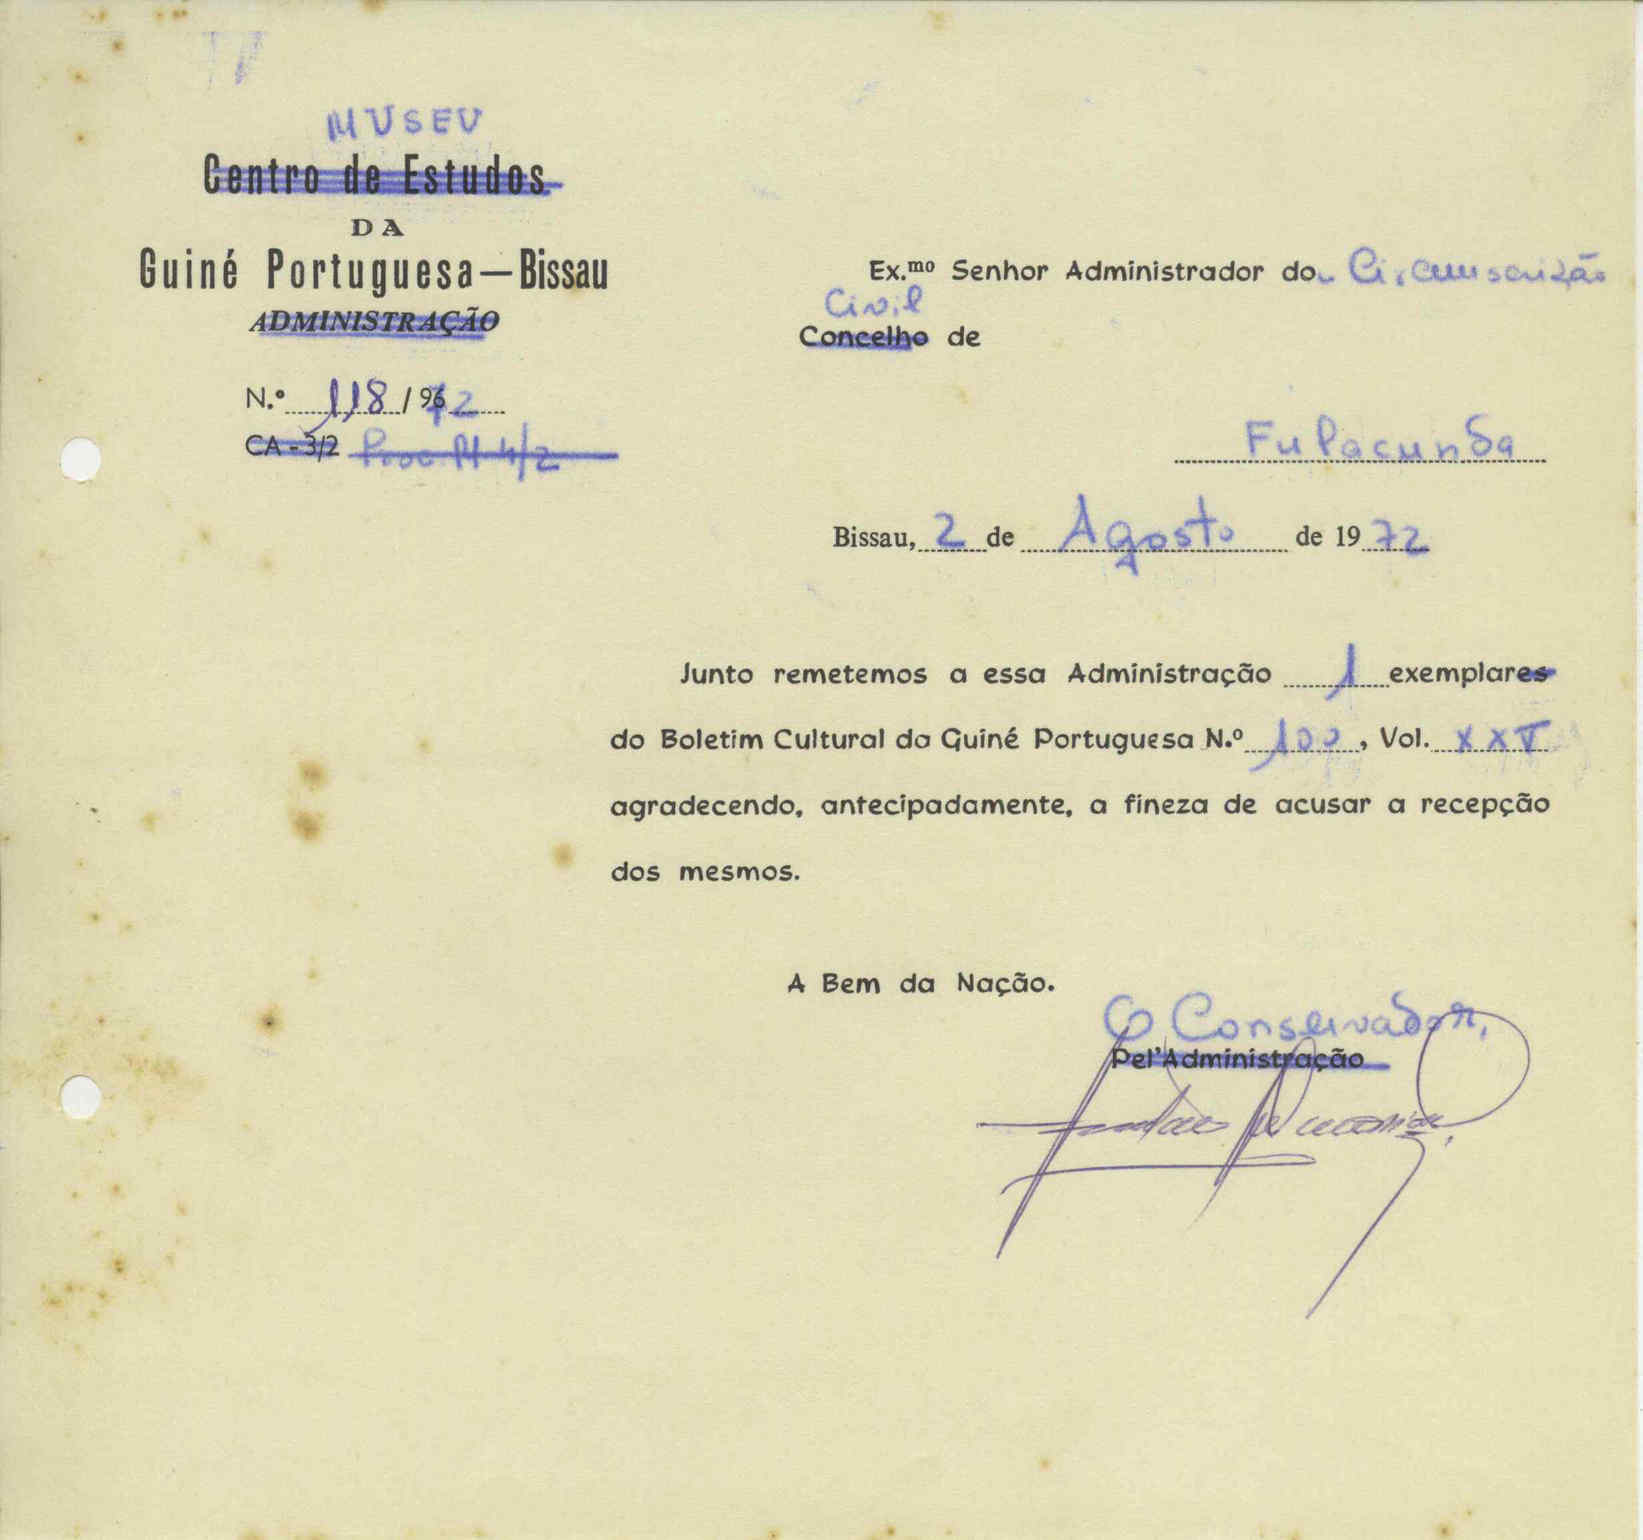 MUSEU
Centro de Estudos
DA
Guiné Portuguesa—Bissau
ADMINISTRAÇÃO
N.º 118 / 9672
CA - 3/2 Proc. Pt 4/2
Ex.mo Senhor Administrador do Circunscrição
Civil
Concelho de
Fulacunda
Bissau, 2 de Agosto de 1972
Junto remetemos a essa Administração 1 exemplares
do Boletim Cultural da Guiné Portuguesa N.º 100, Vol. XXV
agradecendo, antecipadamente, a fineza de acusar a recepção
dos mesmos.
A Bem da Nação.
O Conservador,
Pel'Administração